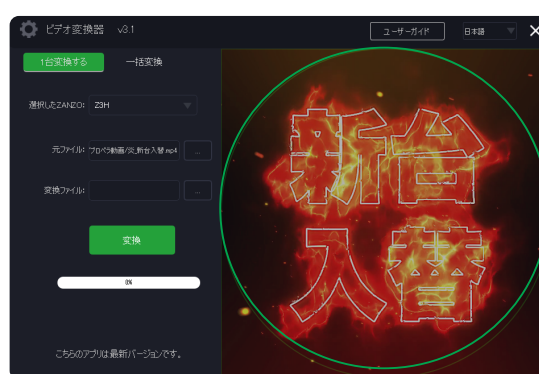 ビデオ変換器 v3.1
ユーザーガイド
日本語
1台変換する
一括変換
選択したZANZO:
Z3H
元ファイル:
プロペラ動画/炎_新台入替.mp4
...
変換ファイル:
...
変換
0%
こちらのアプリは最新バージョンです。
新台
入替